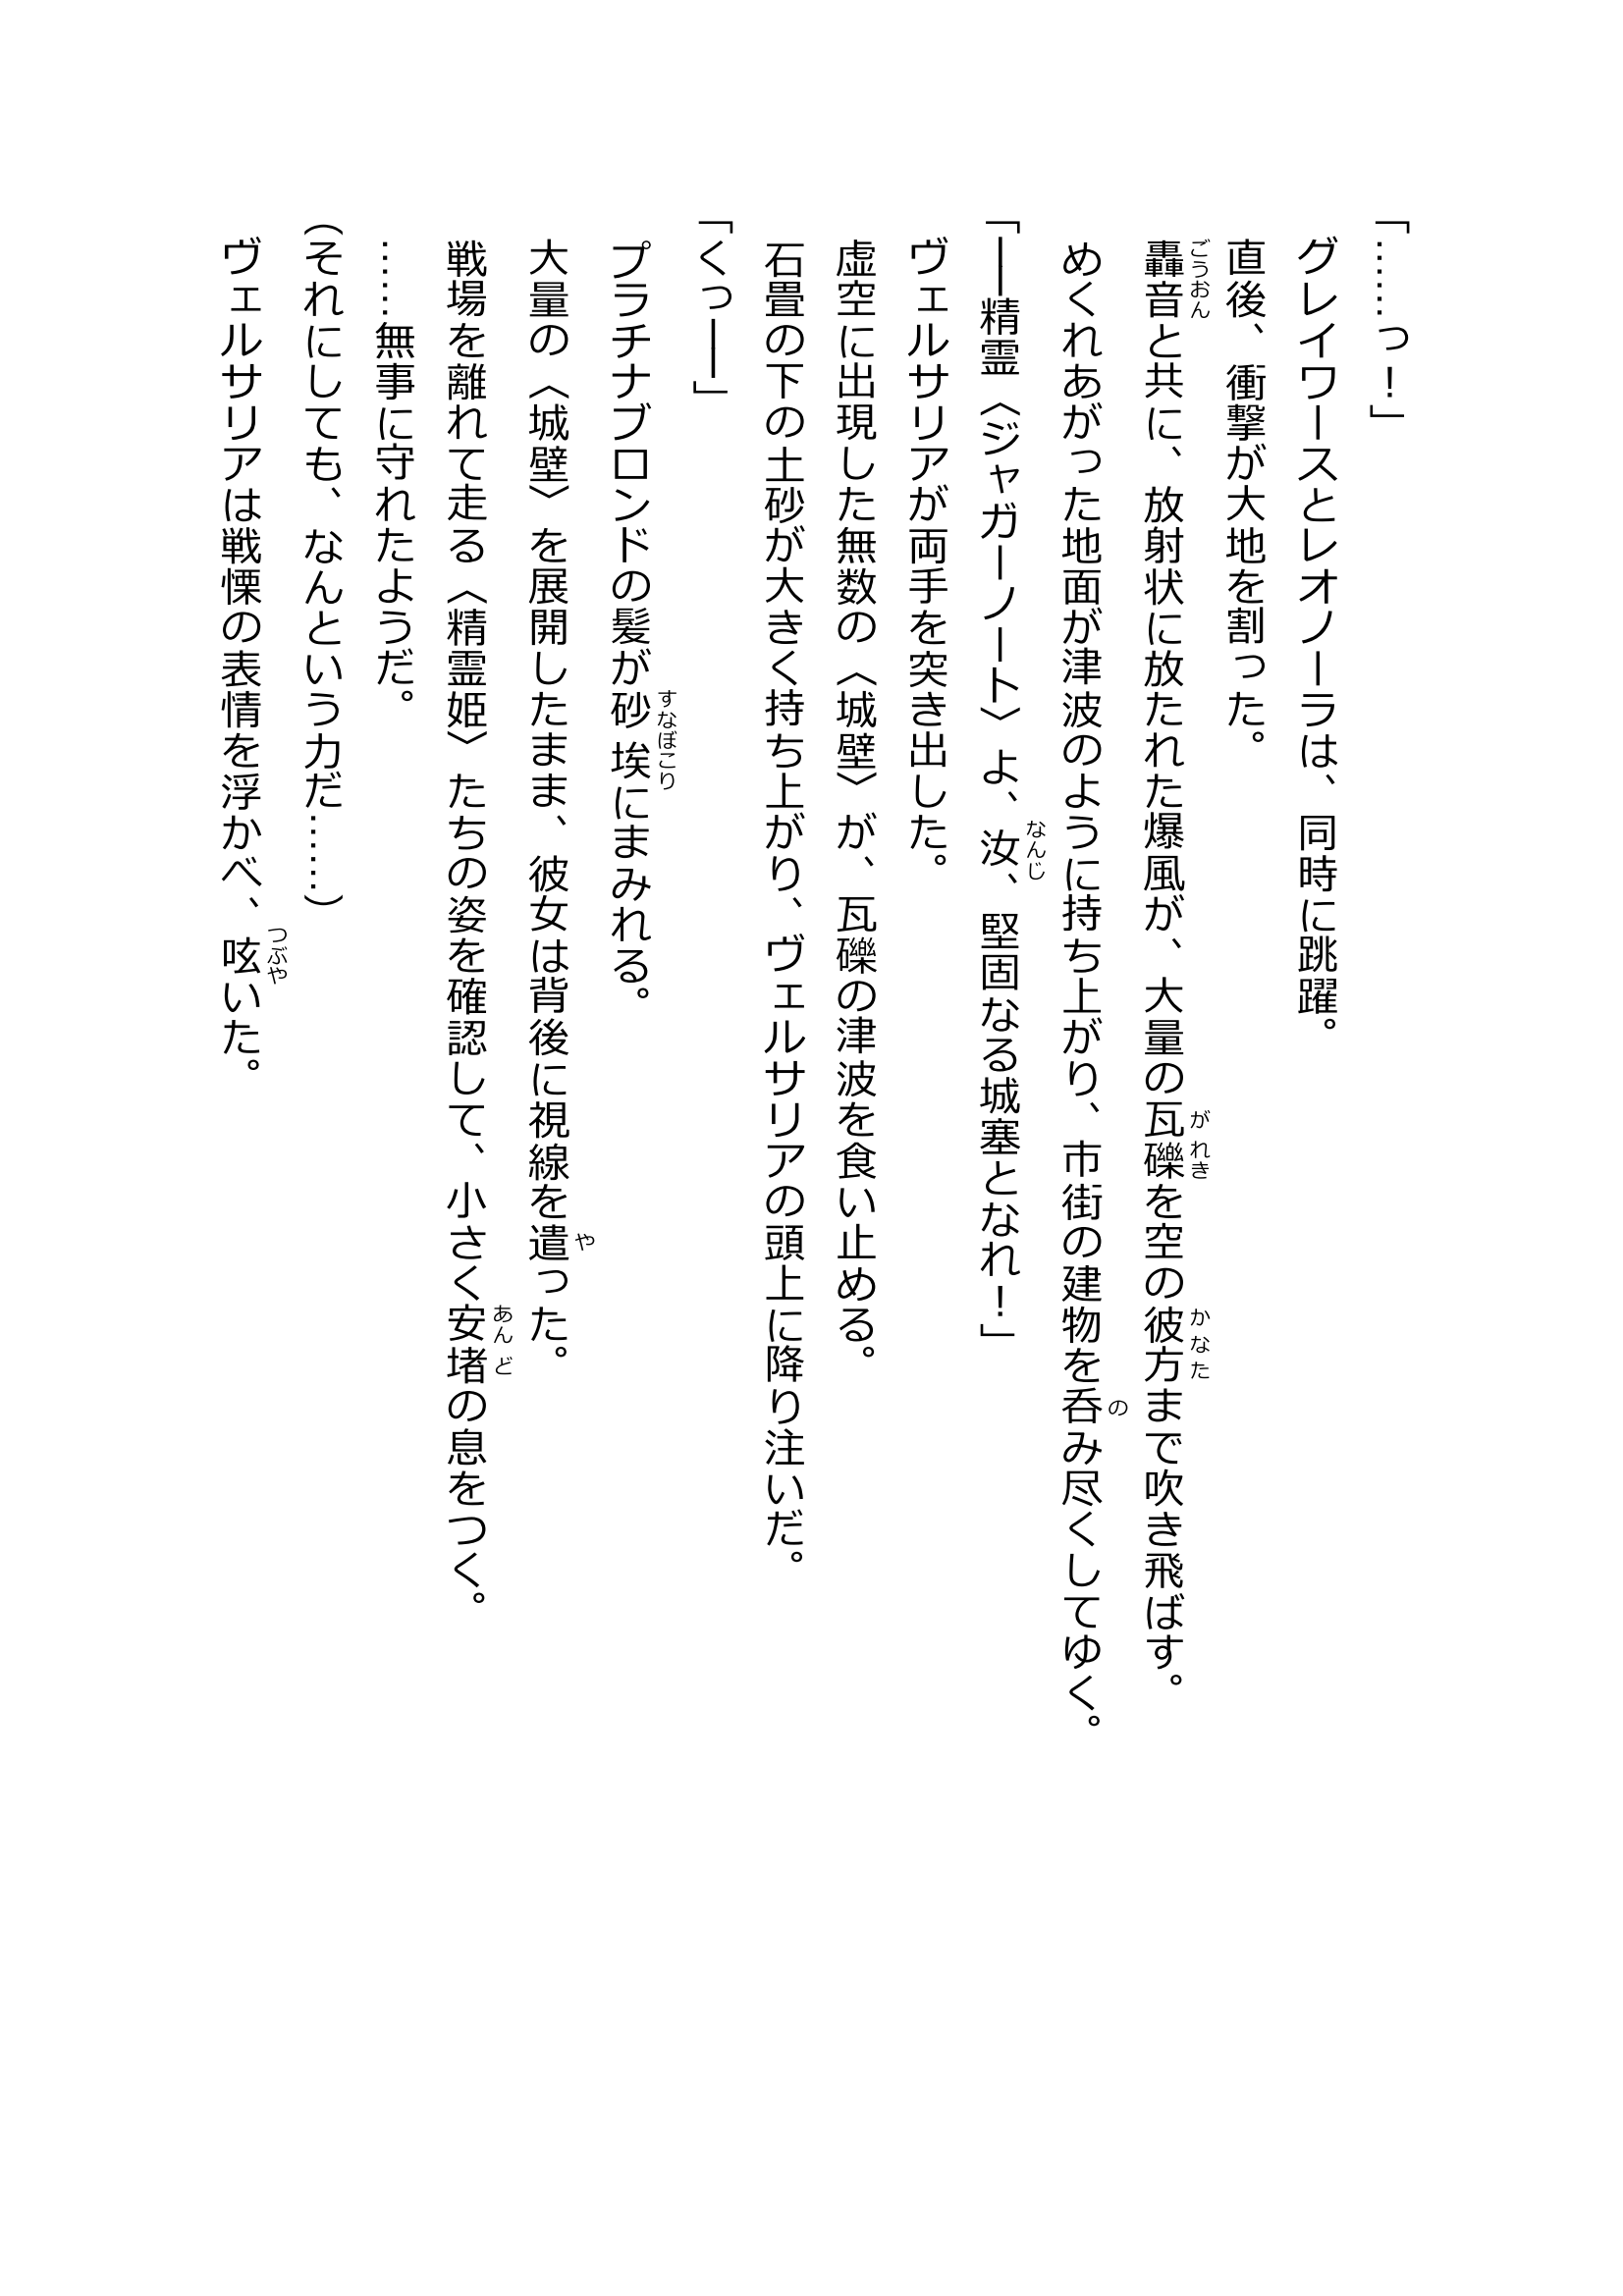 「……っ！」
グレイワースとレオノーラは、同時に跳躍。
直後、衝撃が大地を割った。
轟音と共に、放射状に放たれた爆風が、大量の瓦礫を空の彼方まで吹き飛ばす。
めくれあがった地面が津波のように持ち上がり、市街の建物を呑み尽くしてゆく。
「――精霊〈ジャガーノート〉よ、汝、堅固なる城塞となれ！」
ヴェルサリアが両手を突き出した。
虚空に出現した無数の〈城壁〉が、瓦礫の津波を食い止める。
石畳の下の土砂が大きく持ち上がり、ヴェルサリアの頭上に降り注いだ。
「くっ――」
プラチナブロンドの髪が砂埃にまみれる。
大量の〈城壁〉を展開したまま、彼女は背後に視線を遣った。
戦場を離れて走る〈精霊姫〉たちの姿を確認して、小さく安堵の息をつく。
……無事に守れたようだ。
（それにしても、なんという力だ……）
ヴェルサリアは戦慄の表情を浮かべ、呟いた。